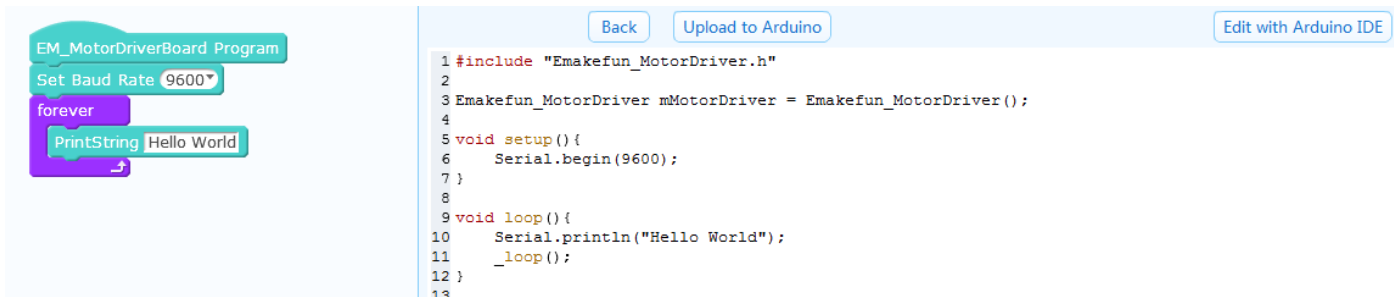 EM_MotorDriverBoard Program
Set Baud Rate 9600
forever
PrintString Hello World
Back
Upload to Arduino
Edit with Arduino IDE
1 #include "Emakefun_MotorDriver.h"
2
3 Emakefun_MotorDriver mMotorDriver = Emakefun_MotorDriver();
4
5 void setup(){
6     Serial.begin(9600);
7 }
8
9 void loop(){
10     Serial.println("Hello World");
11     _loop();
12 }
13